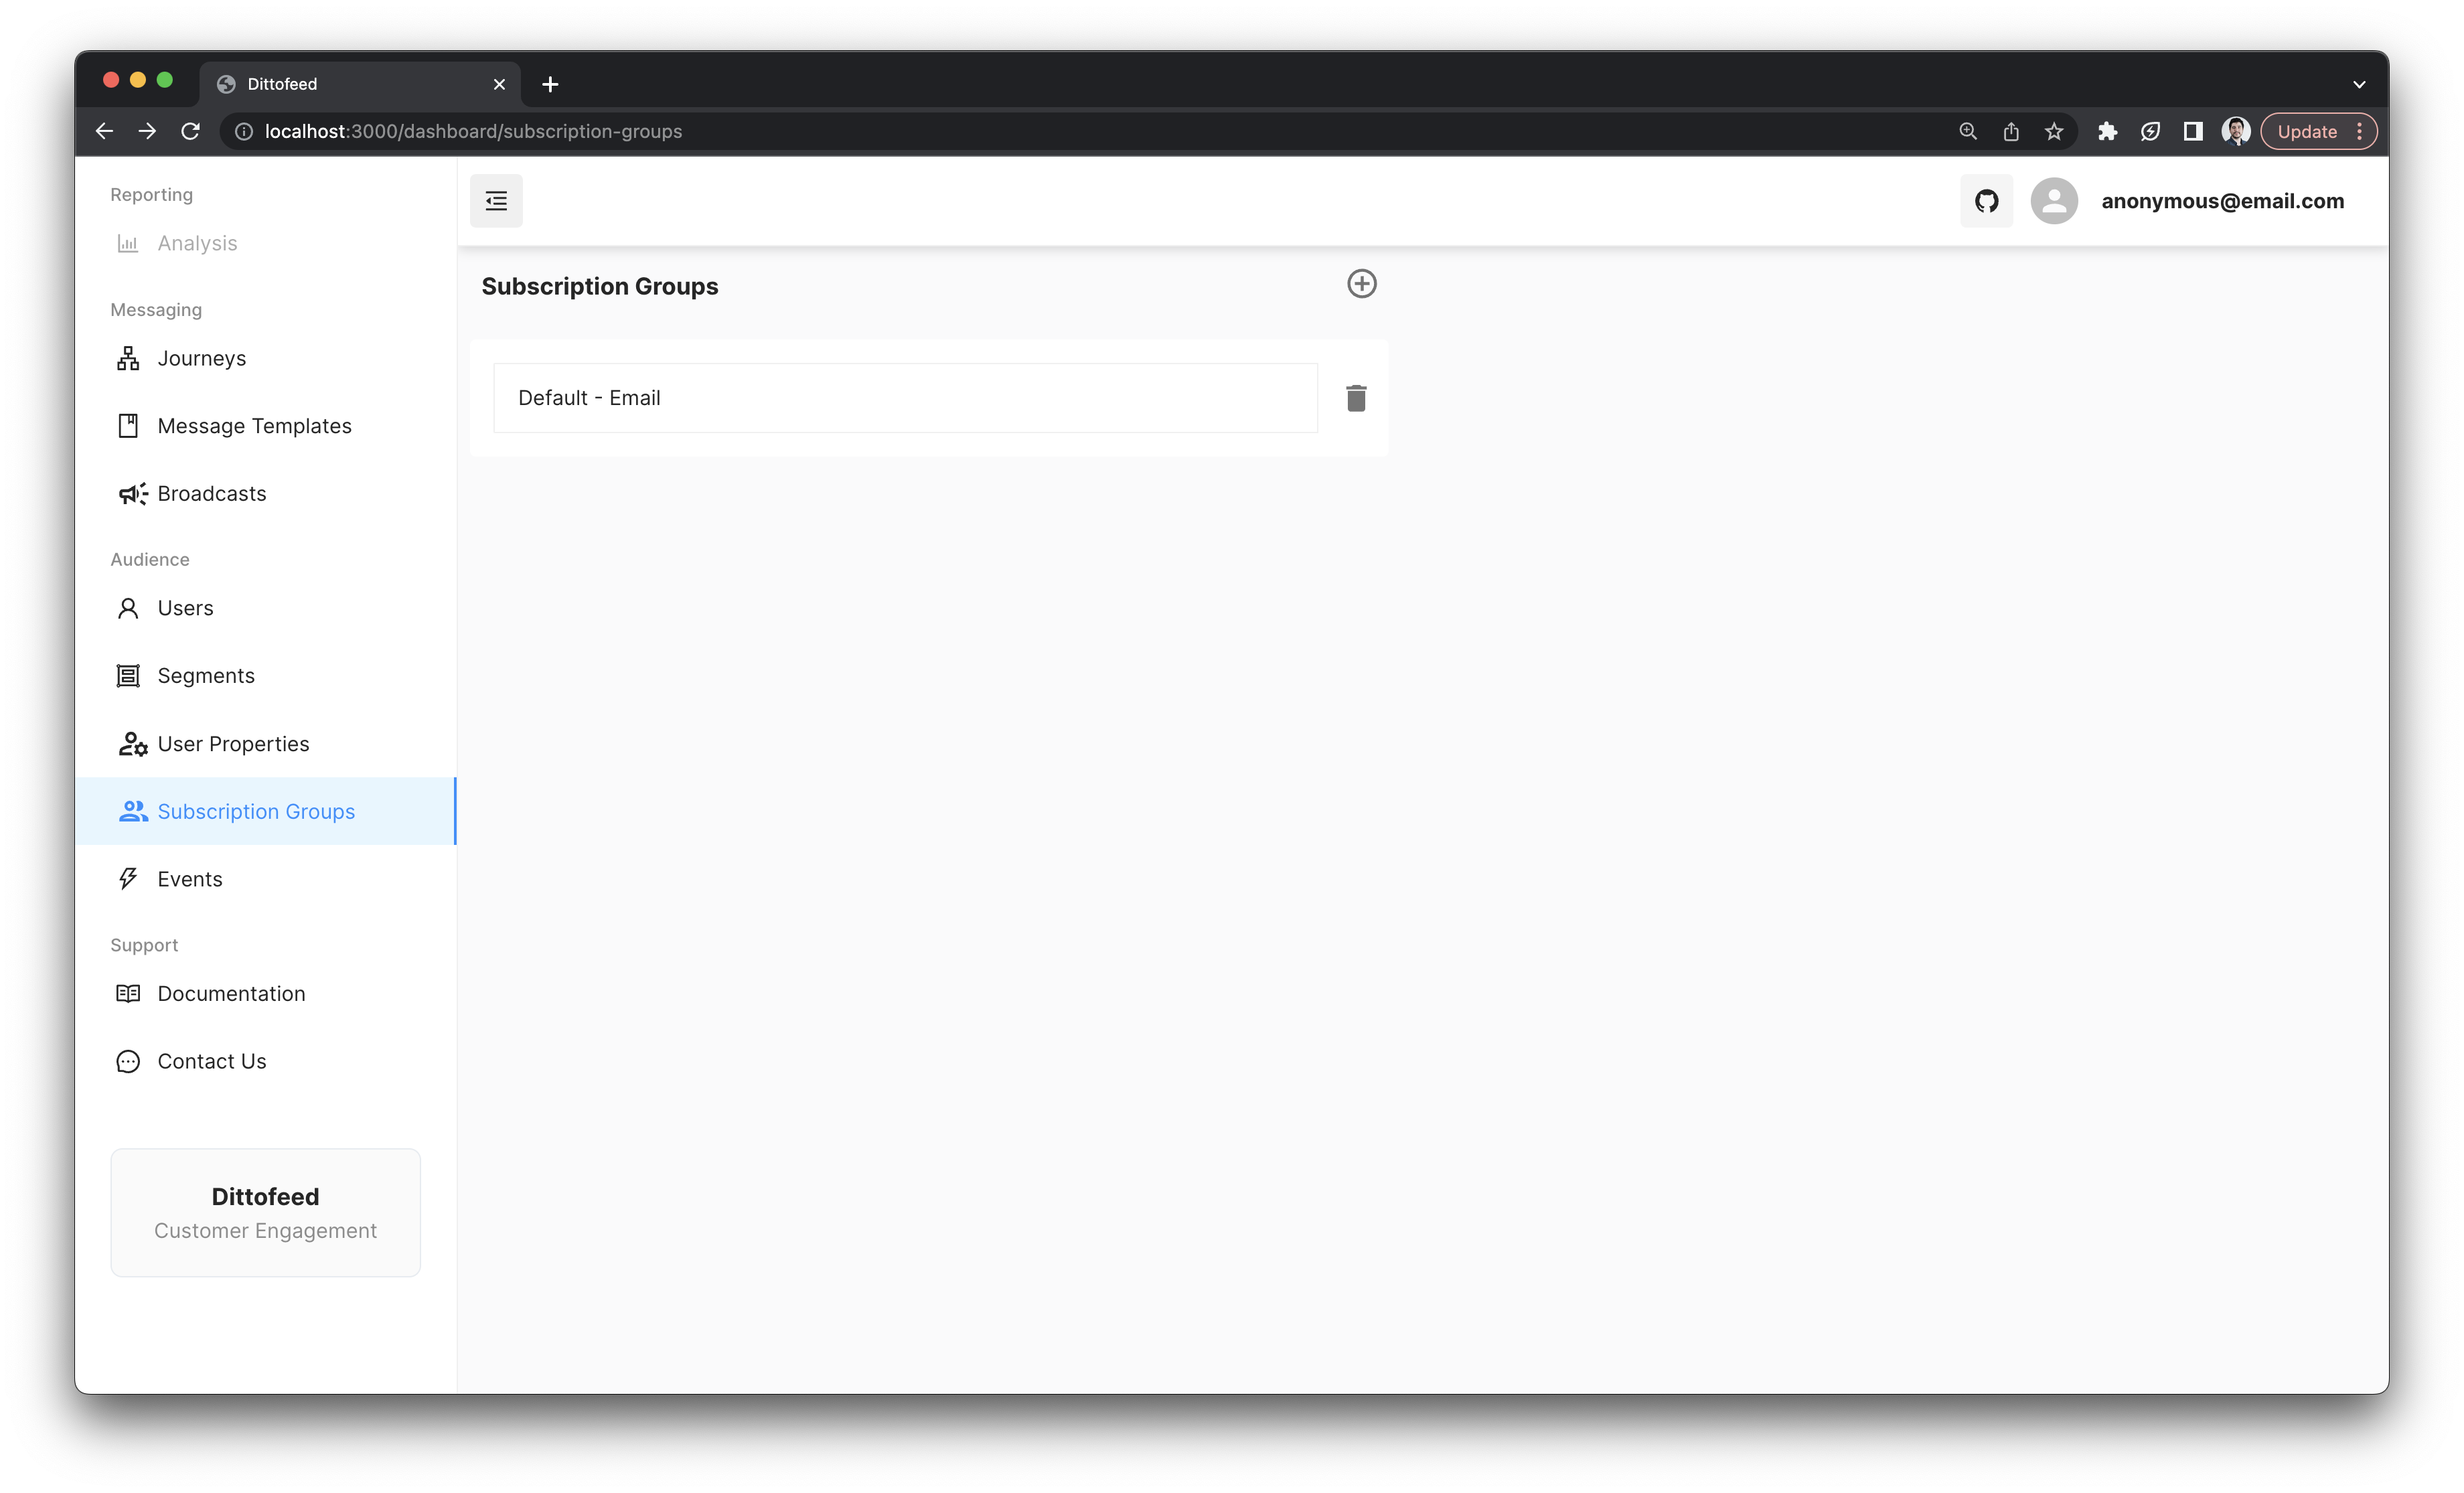 Dittofeed
localhost:3000/dashboard/subscription-groups
Update
Reporting
Analysis
Messaging
Journeys
Message Templates
Broadcasts
Audience
Users
Segments
User Properties
Subscription Groups
Events
Support
Documentation
Contact Us
Dittofeed
Customer Engagement
anonymous@email.com
Subscription Groups
Default - Email